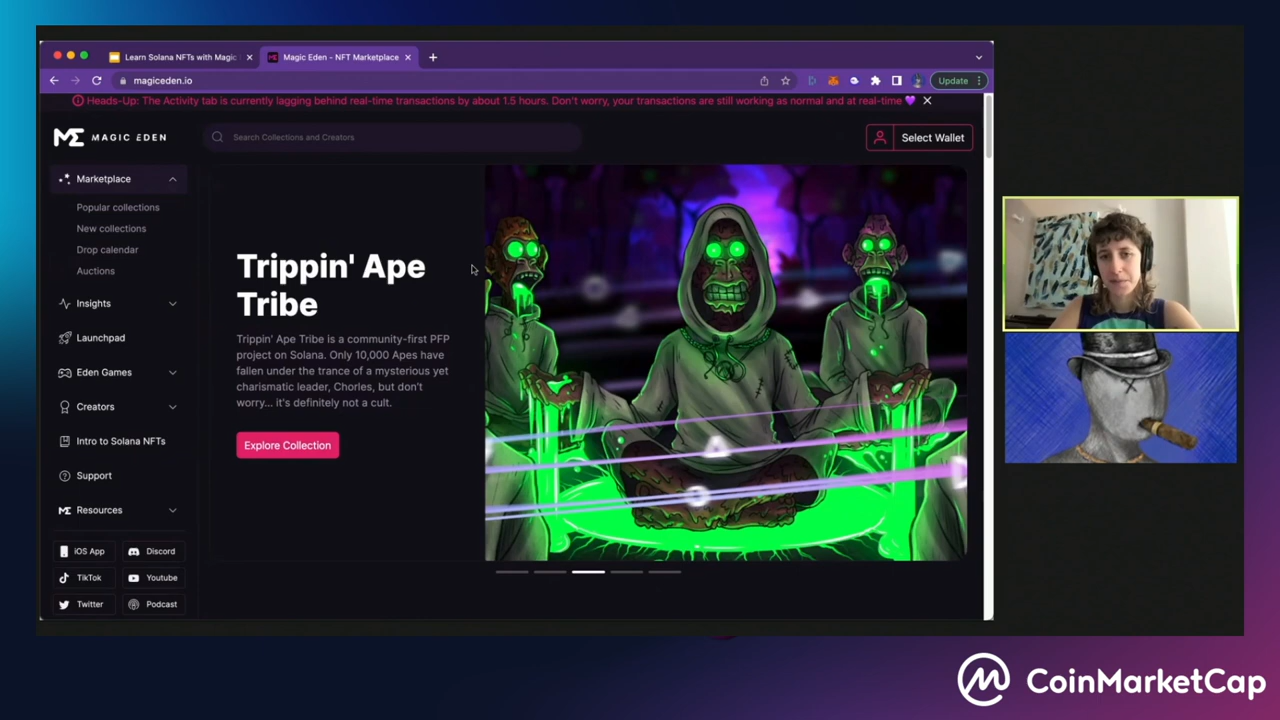 Learn Solana NFTs with Magic
Magic Eden - NFT Marketplace
magiceden.io
Update
Heads-Up: The Activity tab is currently lagging behind real-time transactions by about 1.5 hours. Don't worry, your transactions are still working as normal and at real-time 💜
MAGIC EDEN
Search Collections and Creators
Select Wallet
Marketplace
Popular collections
New collections
Drop calendar
Auctions
Insights
Launchpad
Eden Games
Creators
Intro to Solana NFTs
Support
Resources
iOS App
Discord
TikTok
Youtube
Twitter
Podcast
Trippin' Ape
Tribe
Trippin' Ape Tribe is a community-first PFP
project on Solana. Only 10,000 Apes have
fallen under the trance of a mysterious yet
charismatic leader, Chorles, but don't
worry... it's definitely not a cult.
Explore Collection
CoinMarketCap